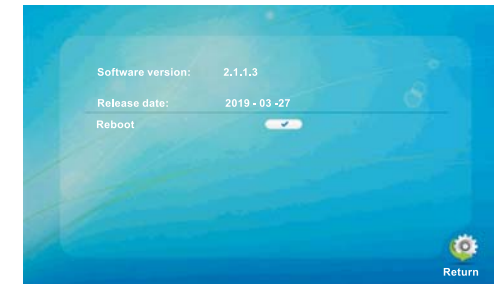 Software version: 2.1.1.3
Release date: 2019 - 03 -27
Reboot
Return